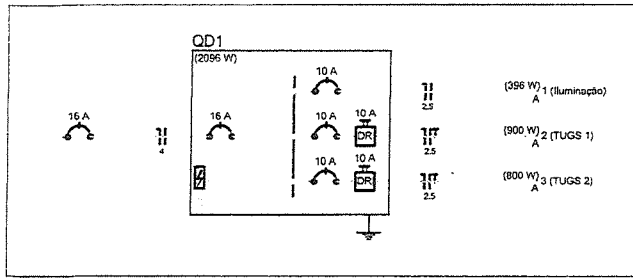 QD1
(2096 W)
10 A
2.5
(396 W) 1 (Iluminação)
A
16 A
4
16 A
10 A
10 A
DR
2.5
(900 W) 2 (TUGS 1)
A
10 A
10 A
DR
2.5
(800 W) 3 (TUGS 2)
A